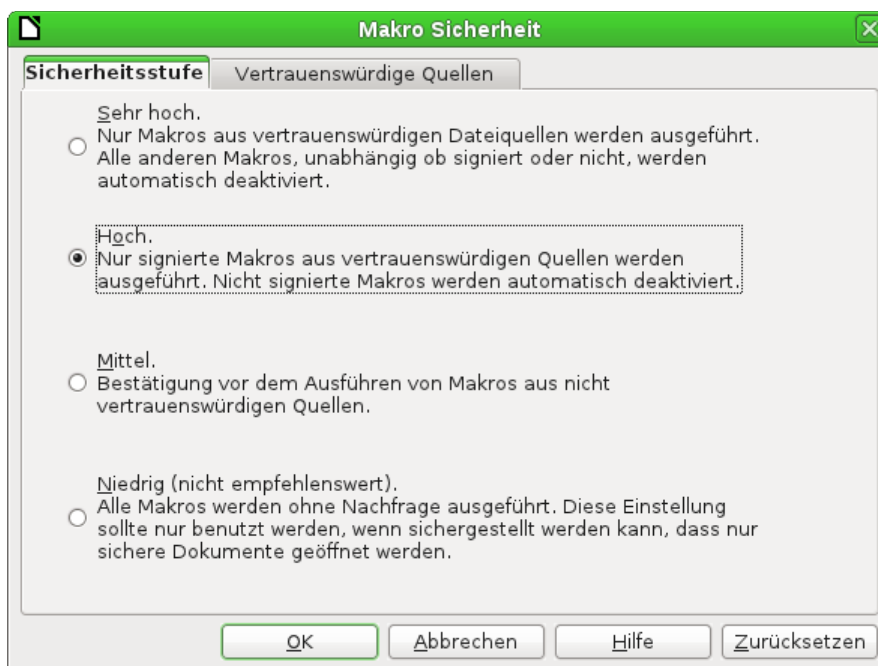 Makro Sicherheit
Sicherheitsstufe
Vertrauenswürdige Quellen
Sehr hoch.
Nur Makros aus vertrauenswürdigen Dateiquellen werden ausgeführt.
Alle anderen Makros, unabhängig ob signiert oder nicht, werden
automatisch deaktiviert.
Hoch.
Nur signierte Makros aus vertrauenswürdigen Quellen werden
ausgeführt. Nicht signierte Makros werden automatisch deaktiviert.
Mittel.
Bestätigung vor dem Ausführen von Makros aus nicht
vertrauenswürdigen Quellen.
Niedrig (nicht empfehlenswert).
Alle Makros werden ohne Nachfrage ausgeführt. Diese Einstellung
sollte nur benutzt werden, wenn sichergestellt werden kann, dass nur
sichere Dokumente geöffnet werden.
OK
Abbrechen
Hilfe
Zurücksetzen